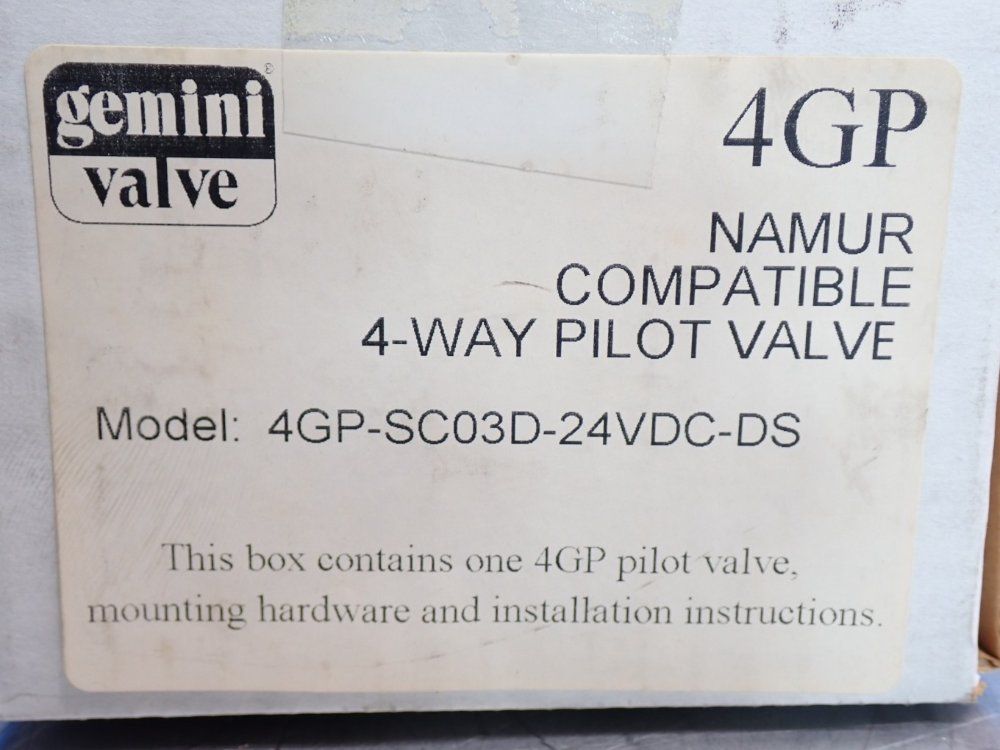 gemini®
valve
4GP
NAMUR
COMPATIBLE
4-WAY PILOT VALVE
Model: 4GP-SC03D-24VDC-DS
This box contains one 4GP pilot valve,
mounting hardware and installation instructions.